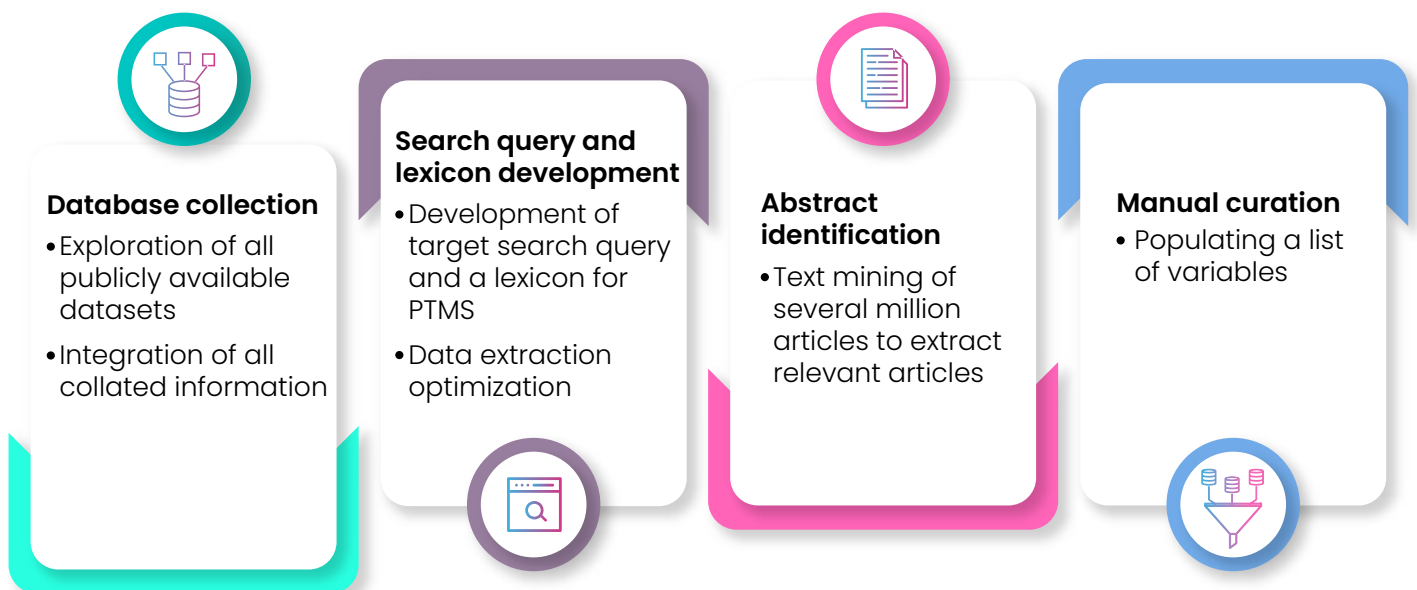 Database collection
•Exploration of all
publicly available
datasets
•Integration of all
collated information
Search query and
lexicon development
•Development of
target search query
and a lexicon for
PTMS
•Data extraction
optimization
Abstract
identification
•Text mining of
several million
articles to extract
relevant articles
Manual curation
• Populating a list
of variables